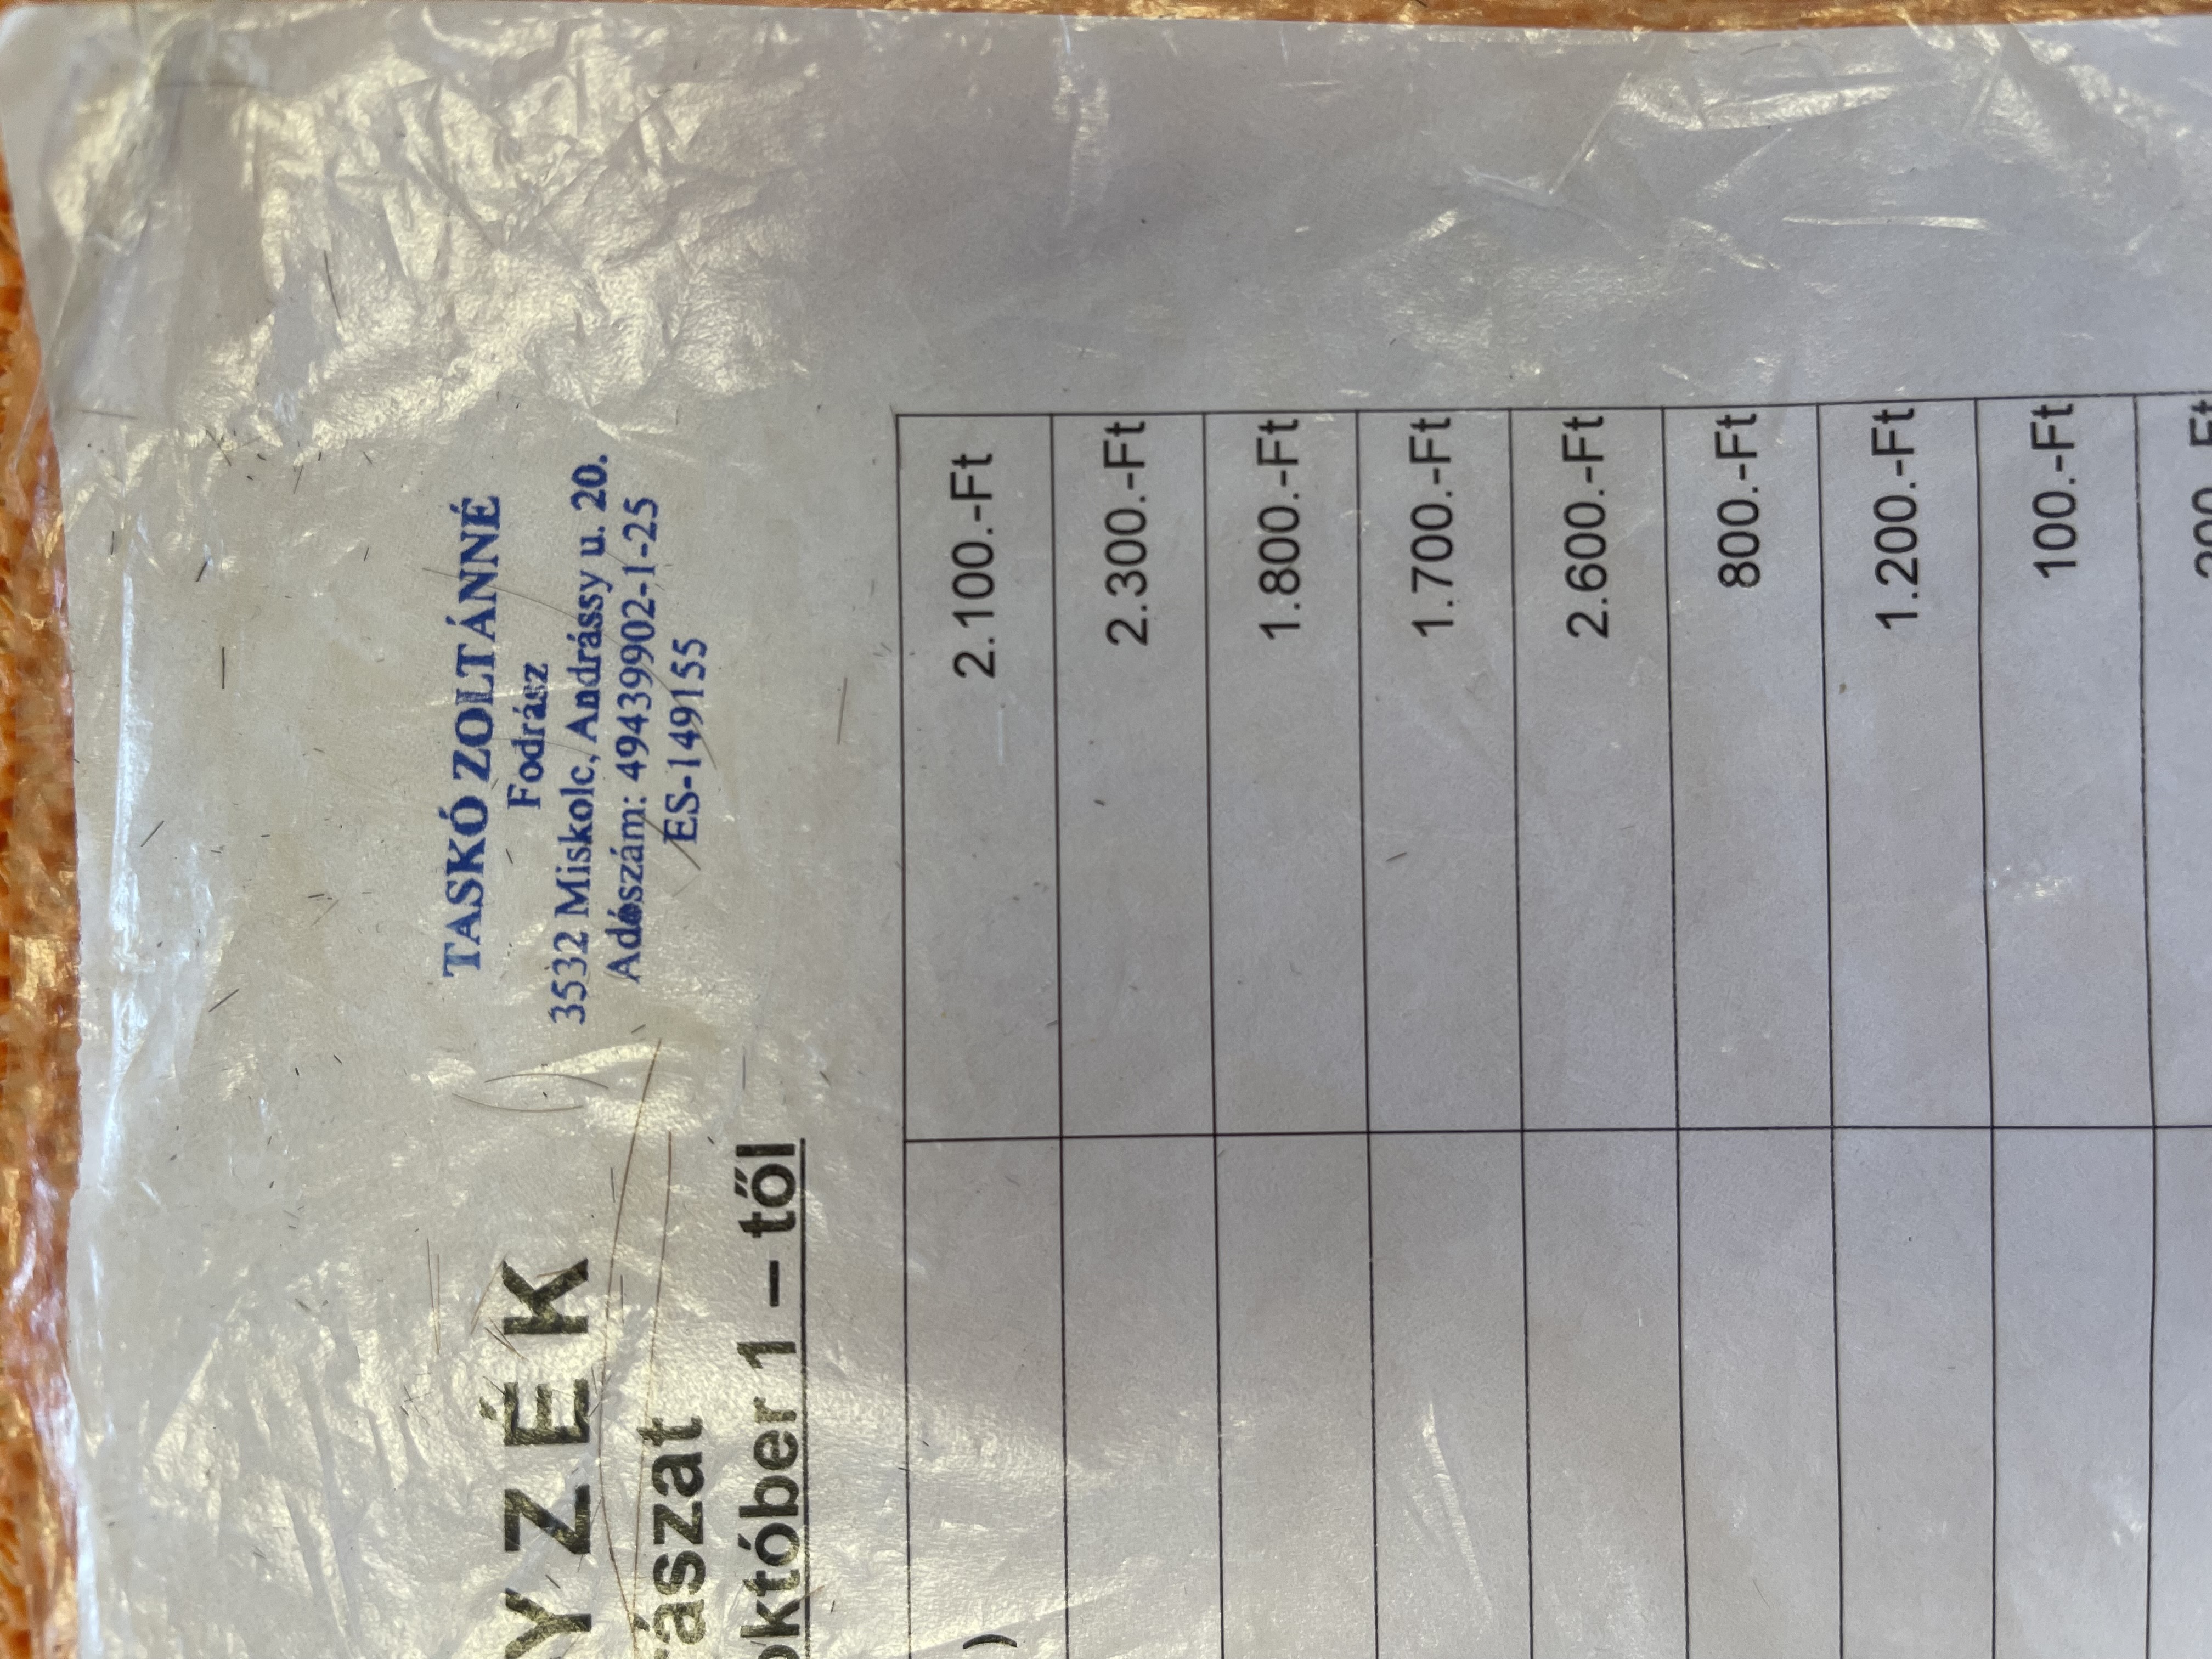 TASKÓ ZOLTÁNNÉ
Fodrász
3532 Miskolc, Andrássy u. 20.
Adószám: 49439902-1-25
ES-149155
YZÉK
rászat
október 1 – től
)
2.100.-Ft
2.300.-Ft
1.800.-Ft
1.700.-Ft
2.600.-Ft
800.-Ft
1.200.-Ft
100.-Ft